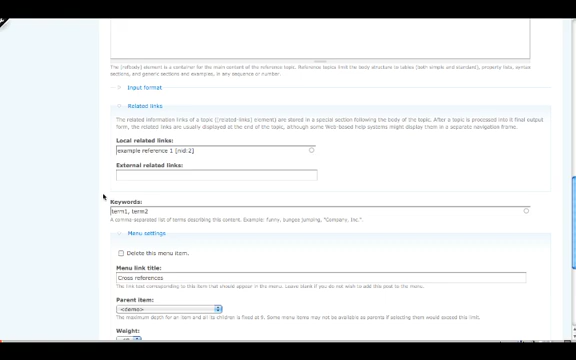 The [refbody] element is a container for the main content of the reference topic. Reference topics limit the body structure to tables (both simple and standard), property lists, syntax
sections, and generic sections and examples, in any sequence or number.
Input format
Related links
The related information links of a topic ([related-links] element) are stored in a special section following the body of the topic. After a topic is processed into it final output
form, the related links are usually displayed at the end of the topic, although some Web-based help systems might display them in a separate navigation frame.
Local related links:
example reference 1 [nid:2]
External related links:
Keywords:
term1, term2
A comma-separated list of terms describing this content. Example: funny, bungee jumping, "Company, Inc.".
Menu settings
Delete this menu item.
Menu link title:
Cross references
The link text corresponding to this item that should appear in the menu. Leave blank if you do not wish to add this post to the menu.
Parent item:
<demo>
The maximum depth for an item and all its children is fixed at 9. Some menu items may not be available as parents if selecting them would exceed this limit.
Weight: